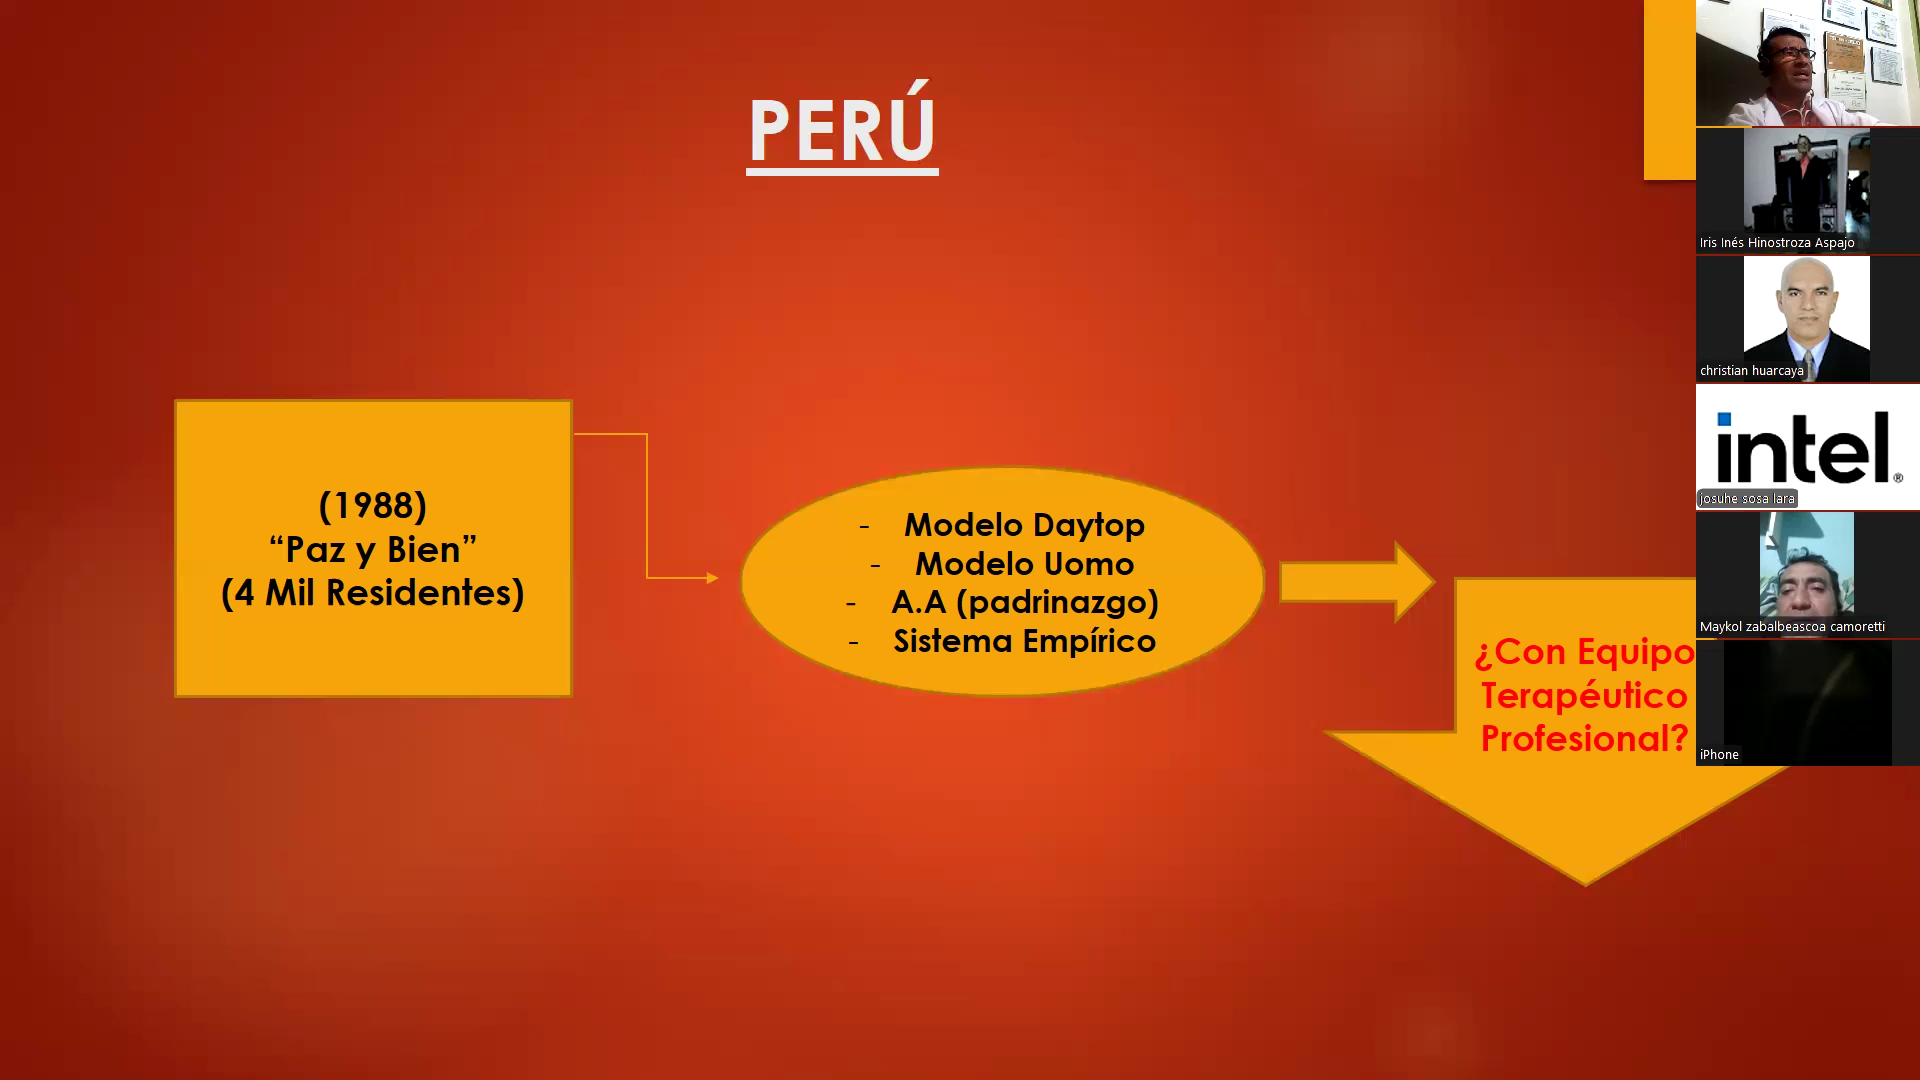 PERÚ
(1988)
“Paz y Bien”
(4 Mil Residentes)
- Modelo Daytop
- Modelo Uomo
- A.A (padrinazgo)
- Sistema Empírico
¿Con Equipo
Terapéutico
Profesional?
Iris Inés Hinostroza Aspajo
christian huarcaya
intel®
josuhe sosa lara
Maykol zabalbeascoa camoretti
iPhone